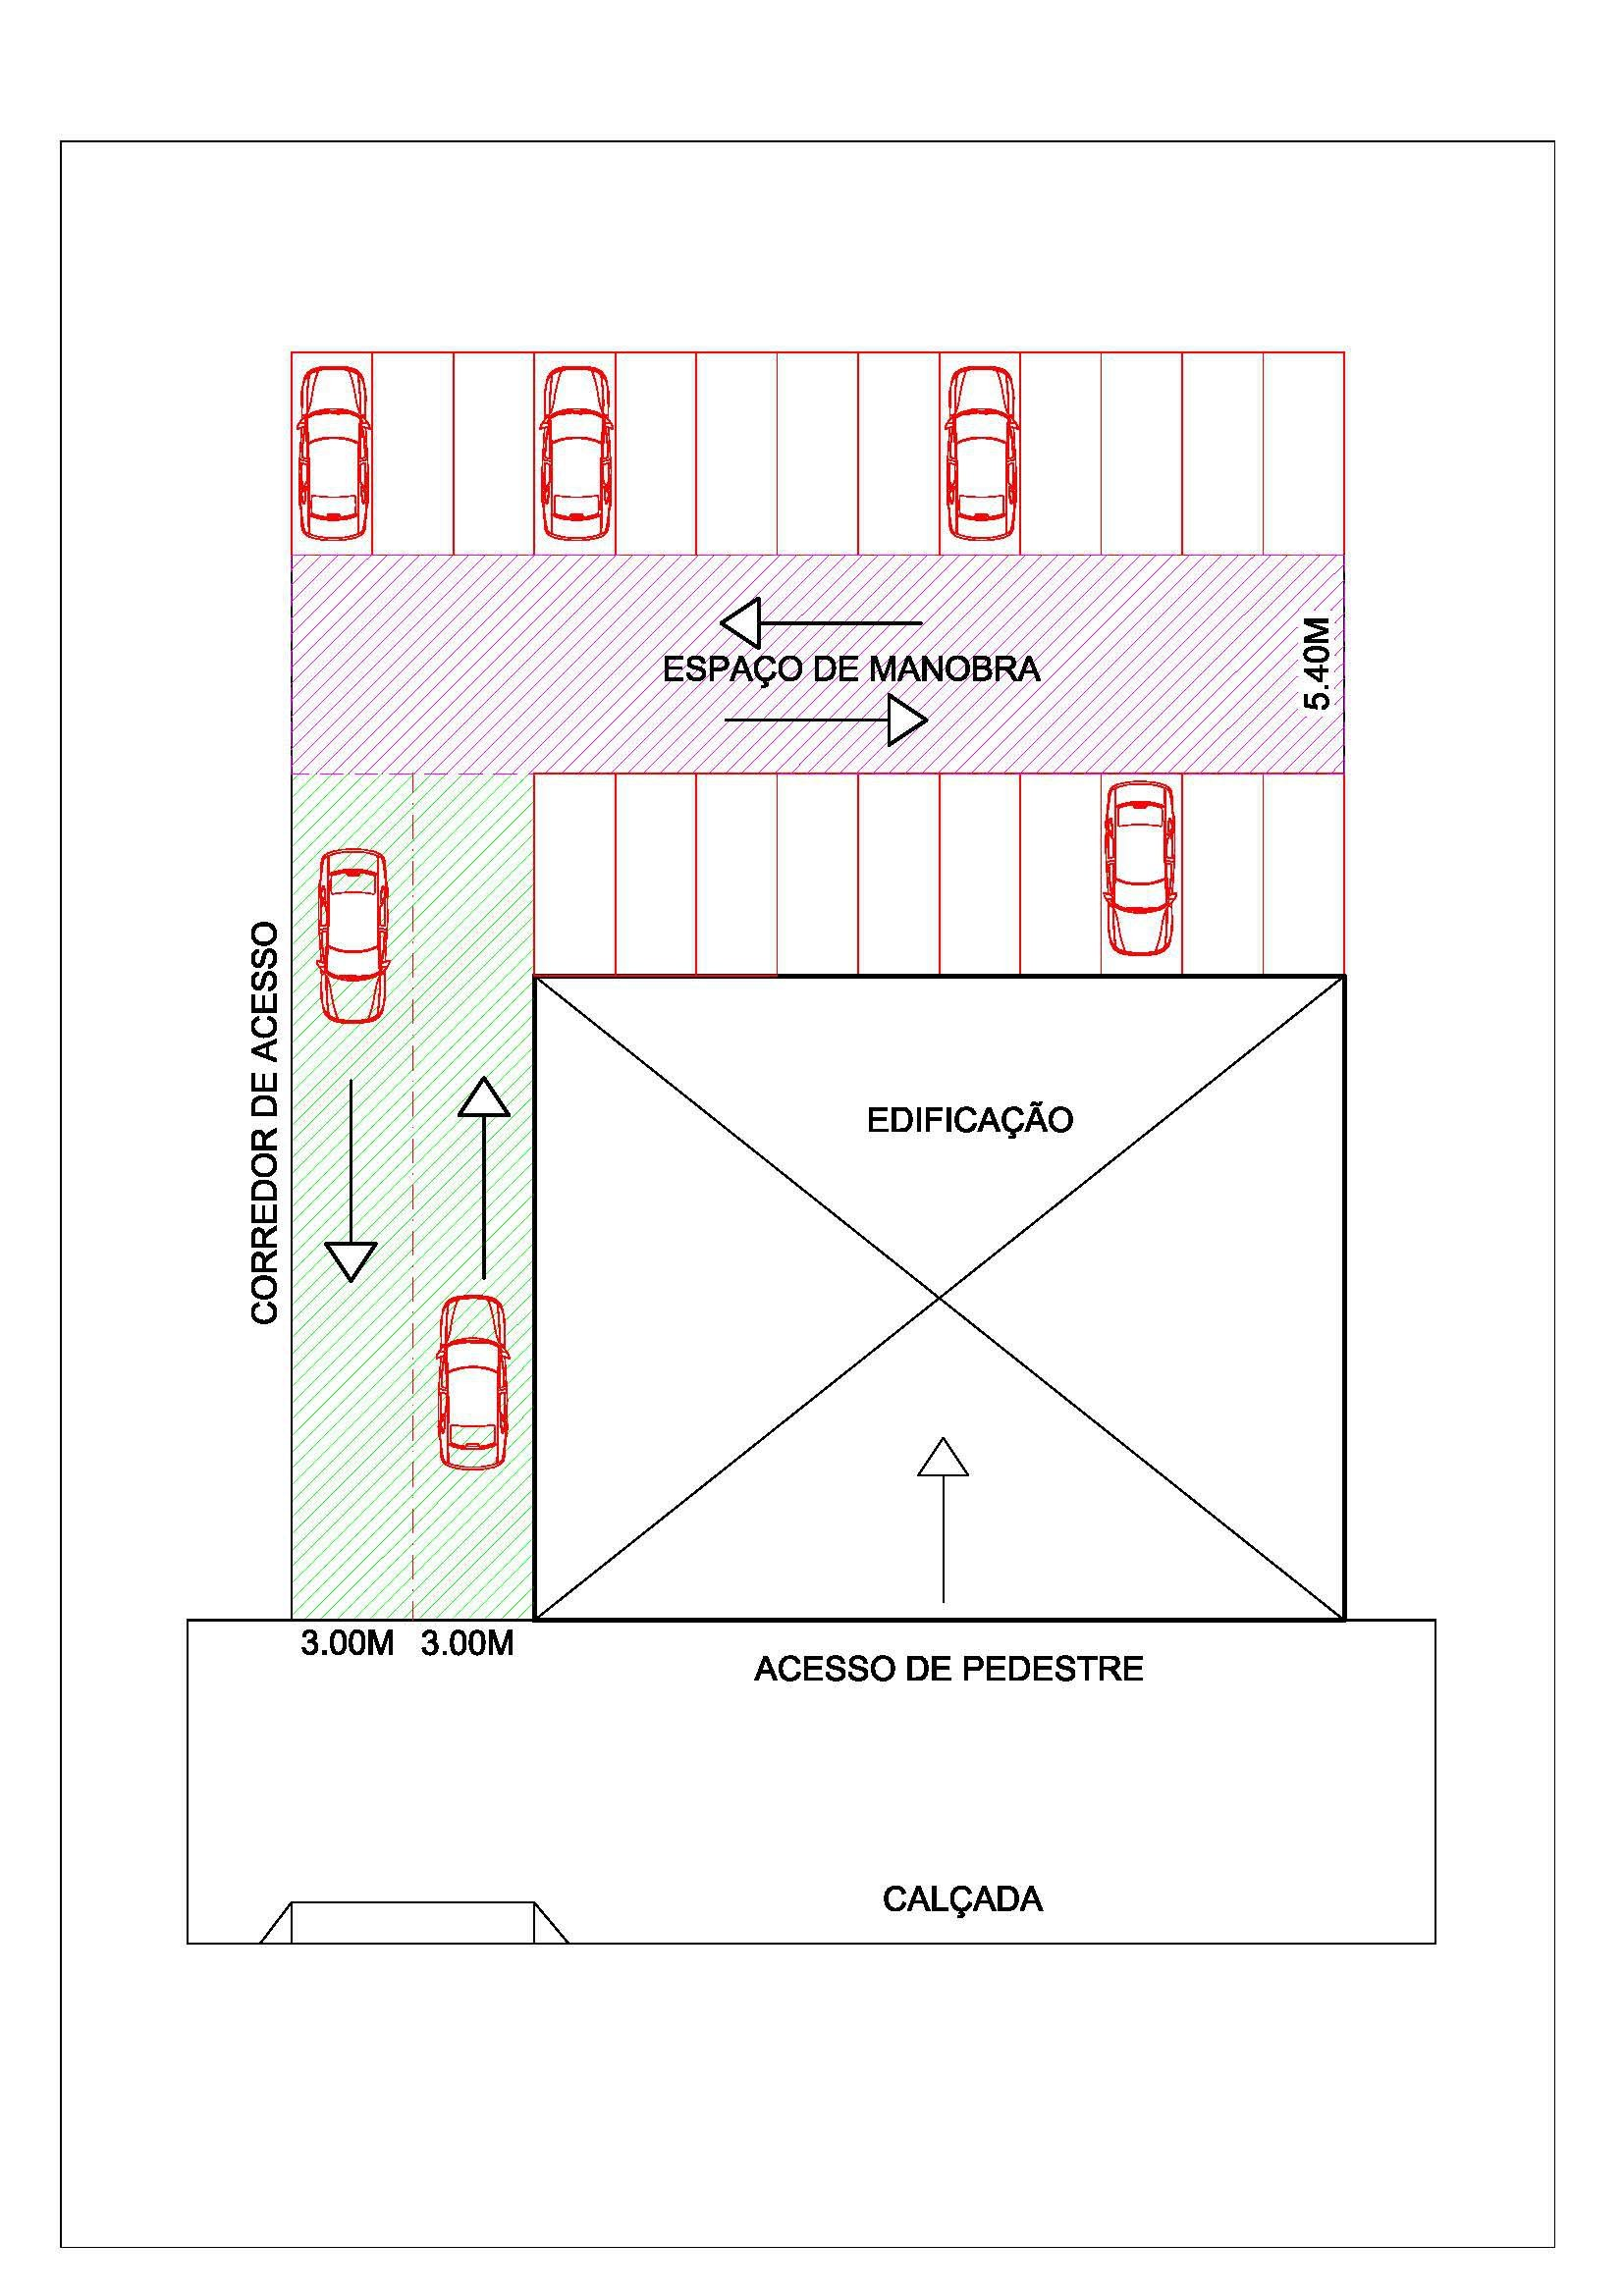 ESPAÇO DE MANOBRA
5.40M
CORREDOR DE ACESSO
EDIFICAÇÃO
3.00M
3.00M
ACESSO DE PEDESTRE
CALÇADA